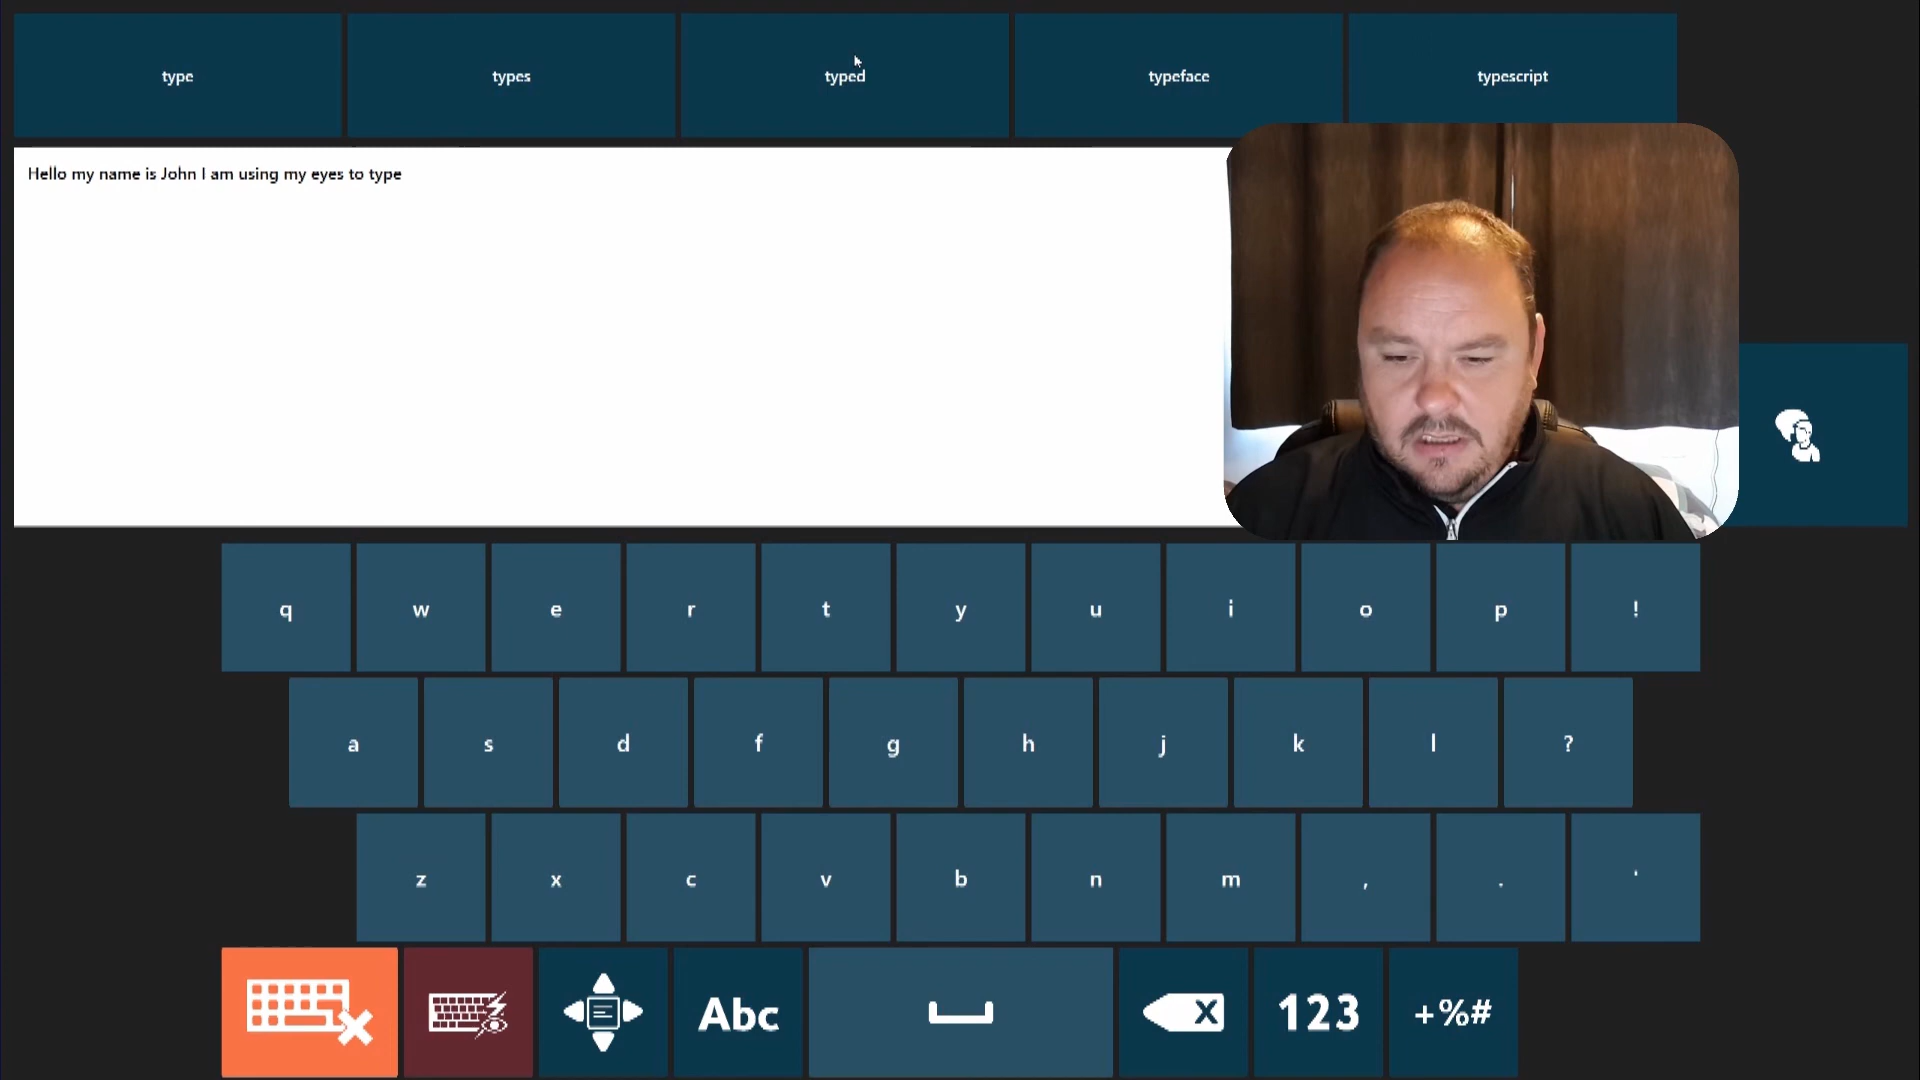 type types typed typeface typescript
Hello my name is John I am using my eyes to type
q w e r t y u i o p !
a s d f g h j k l ?
z x c v b n m , . '
Abc 123 +%#